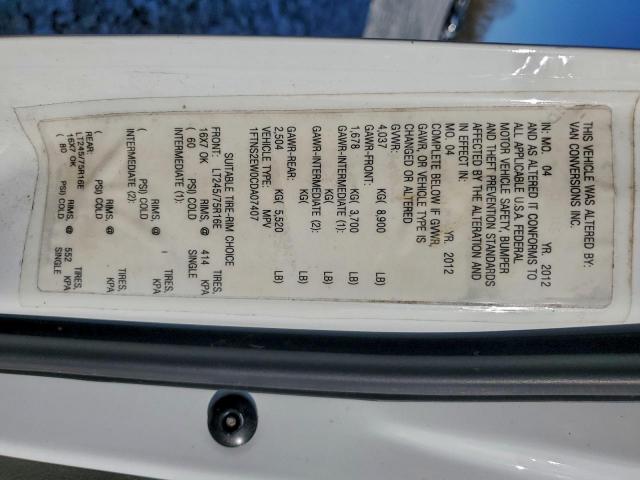 THIS VEHICLE WAS ALTERED BY:
VAN CONVERSIONS INC.
IN: MO. 04 YR. 2012
AND AS ALTERED IT CONFORMS TO
ALL APPLICABLE U.S.A. FEDERAL
MOTOR VEHICLE SAFETY, BUMPER
AND THEFT PREVENTION STANDARDS
AFFECTED BY THE ALTERATION AND
IN EFFECT IN:
MO. 04 YR. 2012
COMPLETE BELOW IF GVWR,
GAWR, OR VEHICLE TYPE IS
CHANGED OR ALTERED.
GVWR:
4,037 KG( 8,900 LB)
GAWR-FRONT:
1,678 KG( 3,700 LB)
GAWR-INTERMEDIATE (1):
KG( LB)
GAWR-INTERMEDIATE (2):
KG( LB)
GAWR-REAR:
2,504 KG( 5,520 LB)
VEHICLE TYPE: MPV
1FTNS2EW0CDA07407
SUITABLE TIRE-RIM CHOICE
FRONT: LT245/75R16E TIRES,
16X7 OK RIMS, @ 414 KPA
( 60 PSI) COLD SINGLE
INTERMEDIATE (1):
TIRES,
RIMS, @ KPA
( PSI) COLD
INTERMEDIATE (2):
TIRES,
RIMS, @ KPA
( PSI) COLD
REAR:
LT245/75R16E TIRES,
16X7 OK RIMS, @ 552 KPA
( 80 PSI) COLD SINGLE